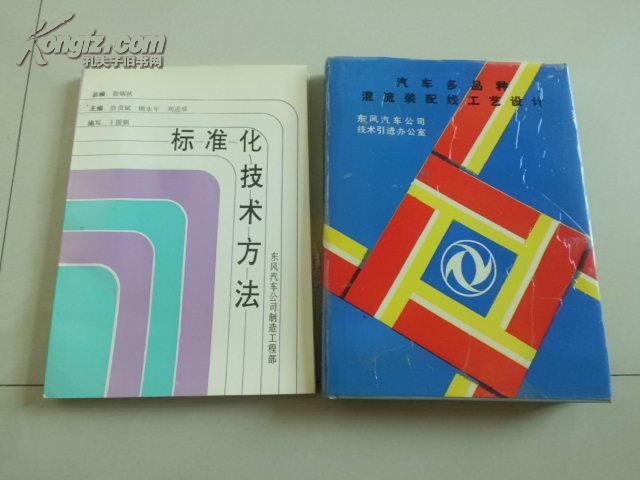 Kongfz.com
孔夫子旧书网
主编
标准化技术方法
东风汽车公司制造工程部
汽车多品种
混流装配线工艺设计
东风汽车公司
技术引进办公室